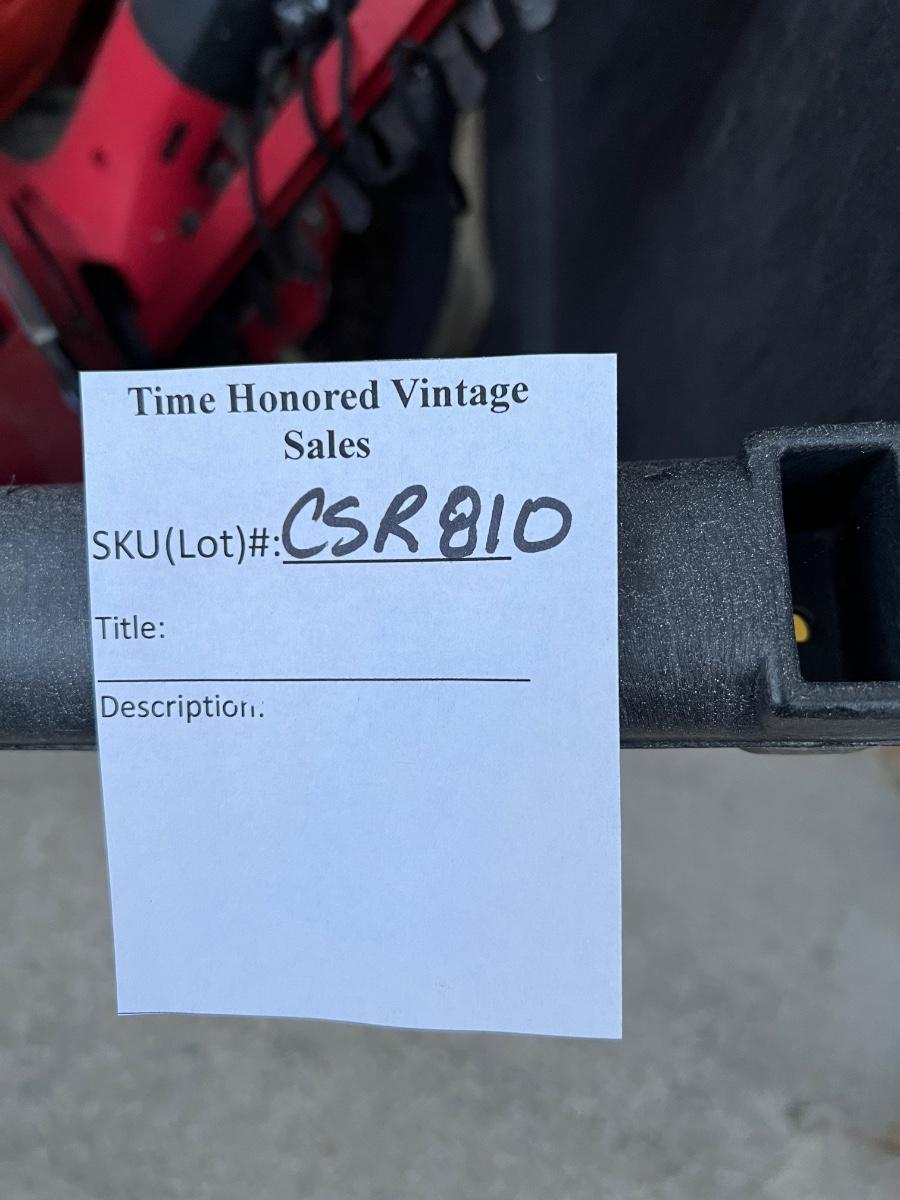 Time Honored Vintage
Sales
SKU(Lot)#: CSR810
Title:
Description: